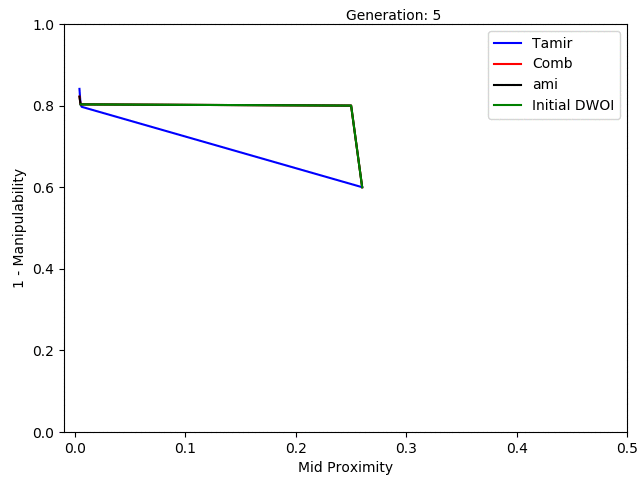 Generation: 5
1.0
0.8
0.6
0.4
0.2
0.0
1 - Manipulability
Tamir
Comb
ami
Initial DWOI
0.0 0.1 0.2 0.3 0.4 0.5
Mid Proximity